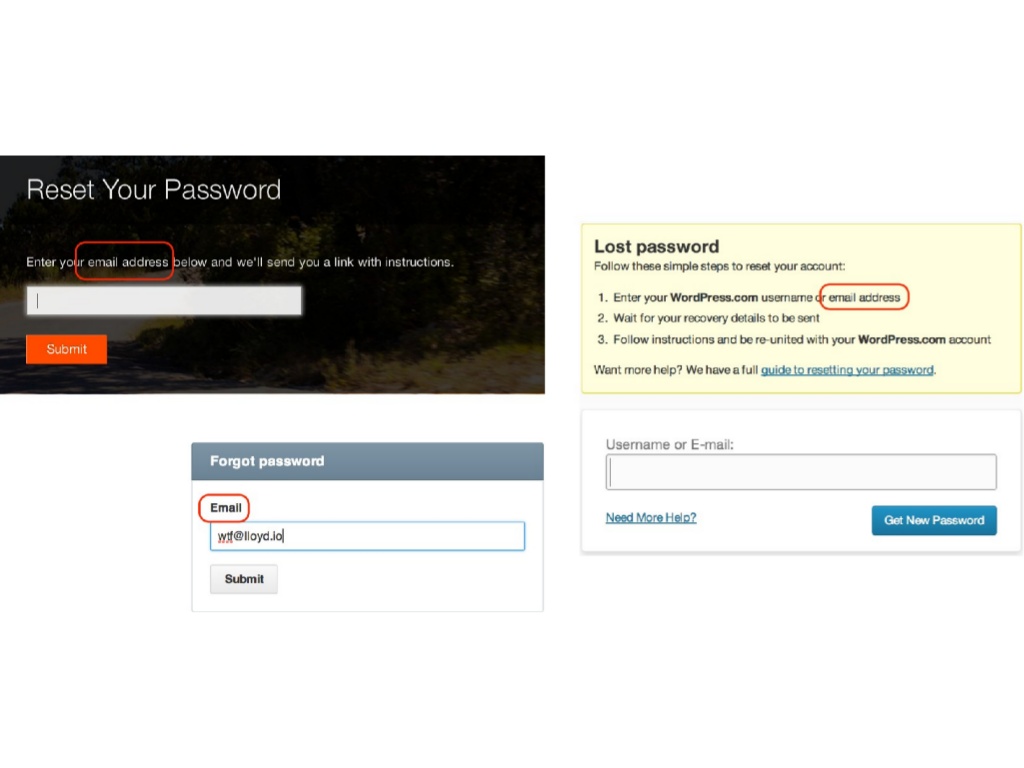 Reset Your Password
Enter your email address below and we'll send you a link with instructions.
Submit
Forgot password
Email
wtf@lloyd.io
Submit
Lost password
Follow these simple steps to reset your account:
1. Enter your WordPress.com username or email address
2. Wait for your recovery details to be sent
3. Follow instructions and be re-united with your WordPress.com account
Want more help? We have a full guide to resetting your password.
Username or E-mail:
Need More Help?
Get New Password